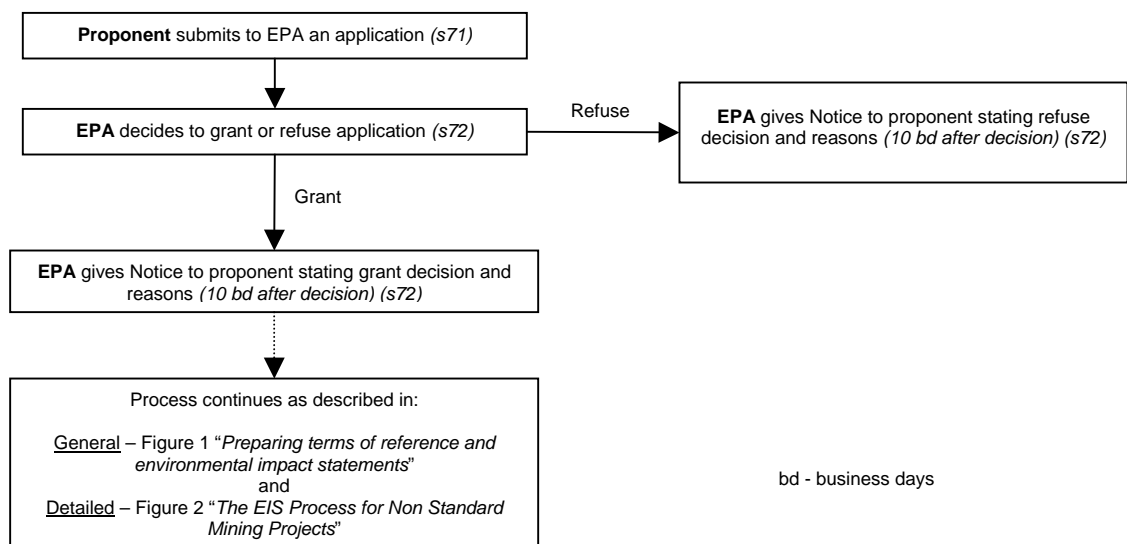 Proponent submits to EPA an application (s71)
EPA decides to grant or refuse application (s72)
Refuse
EPA gives Notice to proponent stating refuse
decision and reasons (10 bd after decision) (s72)
Grant
EPA gives Notice to proponent stating grant decision and
reasons (10 bd after decision) (s72)
Process continues as described in:
General – Figure 1 “Preparing terms of reference and
environmental impact statements”
and
Detailed – Figure 2 “The EIS Process for Non Standard
Mining Projects”
bd - business days